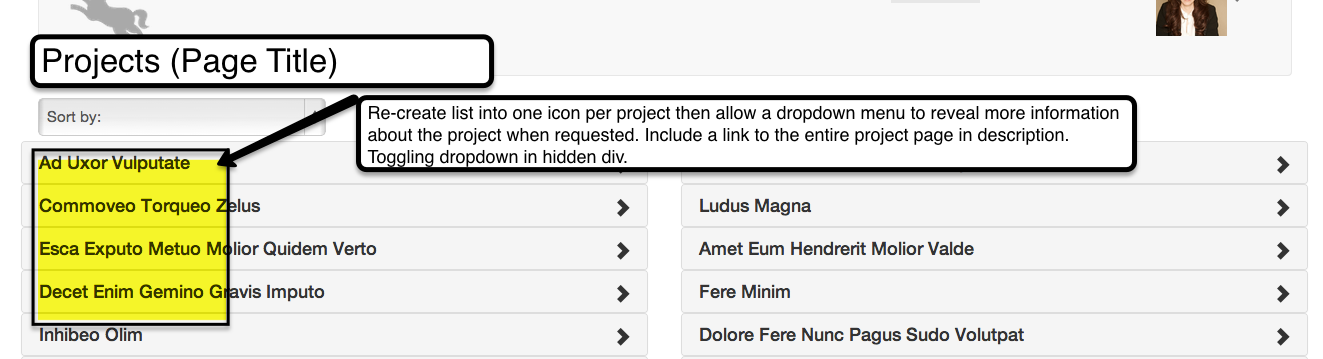 Projects (Page Title)
Sort by:
Re-create list into one icon per project then allow a dropdown menu to reveal more information
about the project when requested. Include a link to the entire project page in description.
Toggling dropdown in hidden div.
Ad Uxor Vulputate
Commoveo Torqueo Zelus
Ludus Magna
Esca Exputo Metuo Molior Quidem Verto
Amet Eum Hendrerit Molior Valde
Decet Enim Gemino Gravis Imputo
Fere Minim
Inhibeo Olim
Dolore Fere Nunc Pagus Sudo Volutpat